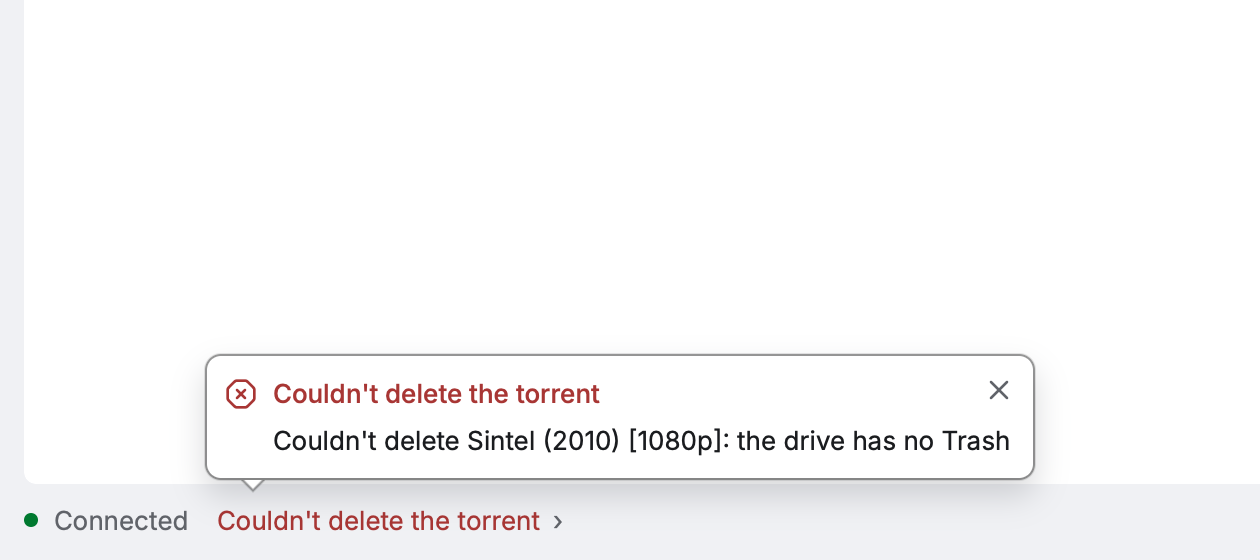 Couldn't delete the torrent
Couldn't delete Sintel (2010) [1080p]: the drive has no Trash
Connected
Couldn't delete the torrent ›